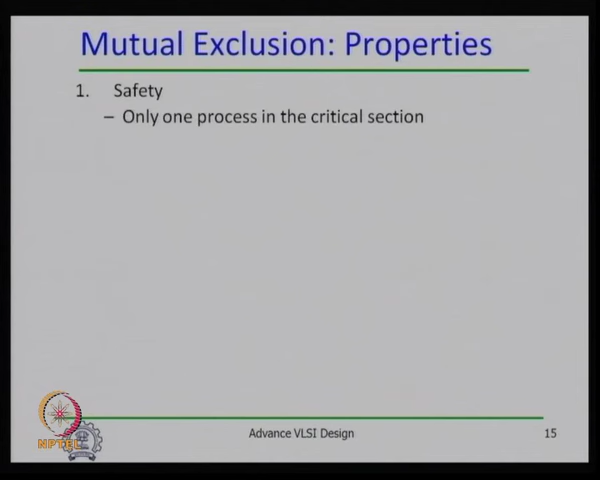 Mutual Exclusion: Properties
1. Safety
– Only one process in the critical section
NPTEL
Advance VLSI Design
15